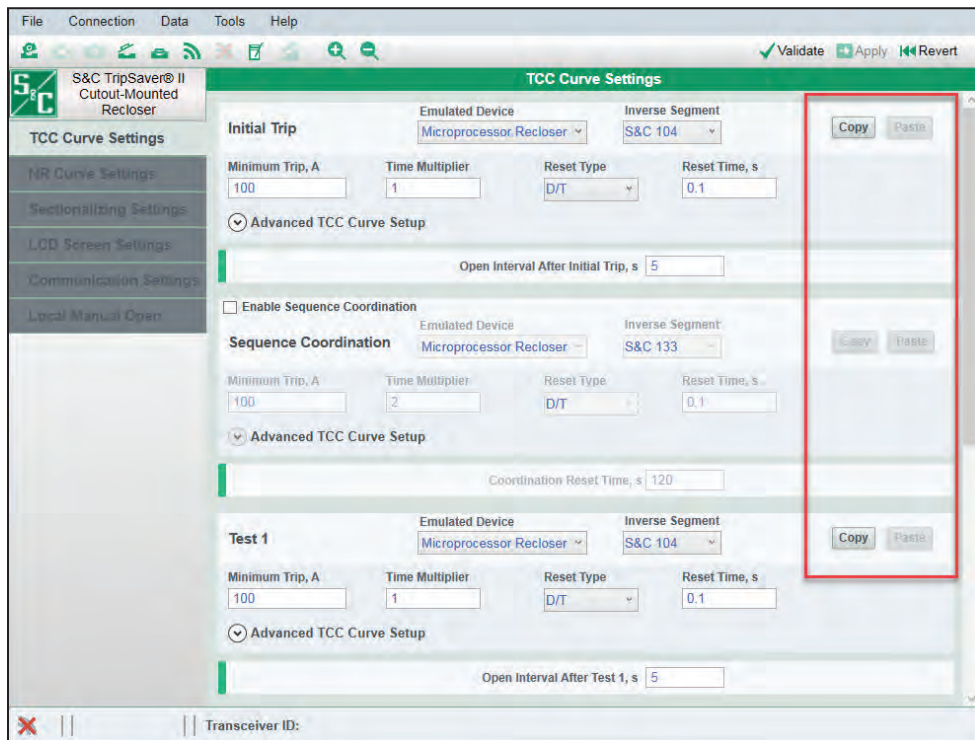 File Connection Data Tools Help
Validate Apply Revert
S&C
S&C TripSaver® II
Cutout-Mounted
Recloser
TCC Curve Settings
NR Curve Settings
Sectionalizing Settings
LCD Screen Settings
Communication Settings
Local Manual Open
TCC Curve Settings
Initial Trip
Emulated Device
Microprocessor Recloser
Inverse Segment
S&C 104
Copy Paste
Minimum Trip, A Time Multiplier Reset Type Reset Time, s
100 1 D/T 0.1
Advanced TCC Curve Setup
Open Interval After Initial Trip, s 5
Enable Sequence Coordination
Sequence Coordination
Emulated Device
Microprocessor Recloser
Inverse Segment
S&C 133
Copy Paste
Minimum Trip, A Time Multiplier Reset Type Reset Time, s
100 2 D/T 0.1
Advanced TCC Curve Setup
Coordination Reset Time, s 120
Test 1
Emulated Device
Microprocessor Recloser
Inverse Segment
S&C 104
Copy Paste
Minimum Trip, A Time Multiplier Reset Type Reset Time, s
100 1 D/T 0.1
Advanced TCC Curve Setup
Open Interval After Test 1, s 5
Transceiver ID: